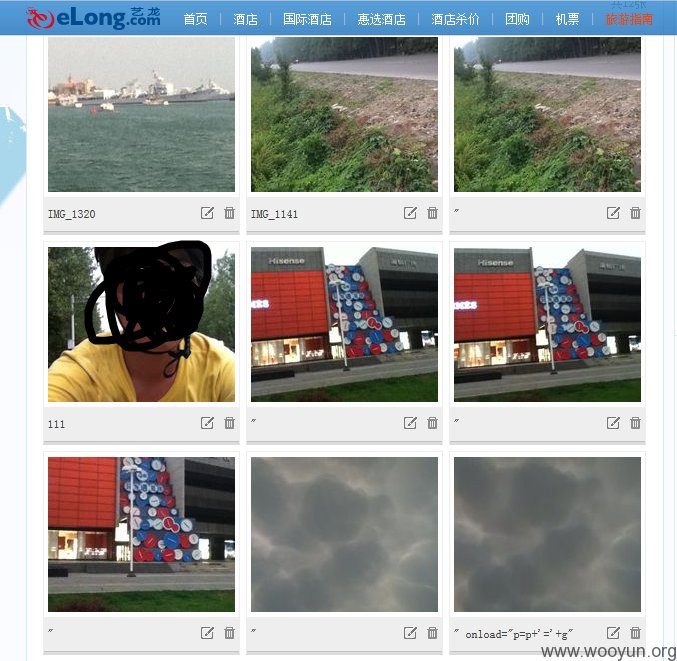 eLong.com 艺龙 首页 | 酒店 | 国际酒店 | 惠选酒店 | 酒店杀价 | 团购 | 机票 | 旅游指南
IMG_1320 IMG_1141 "
Hisense Hisense
111 " "
" " " onload="p=p+'='+g"
www.wooyun.org